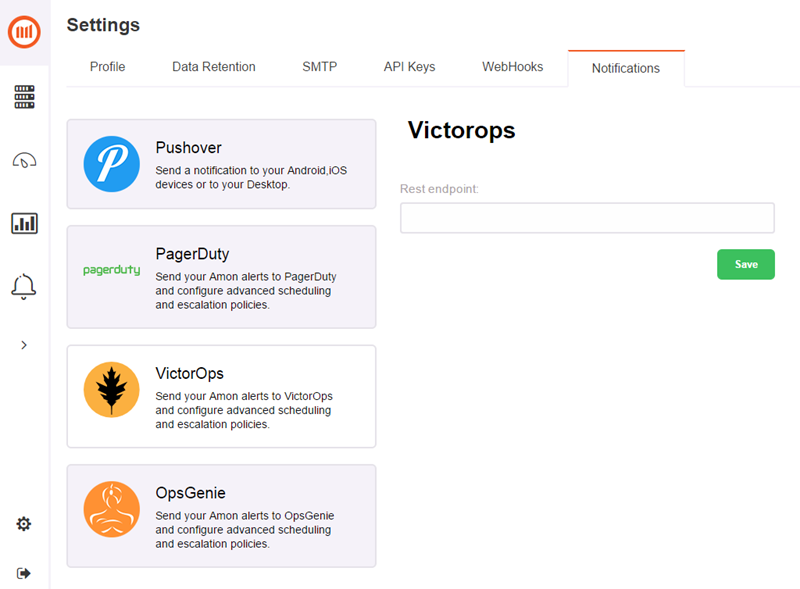 Settings
Profile
Data Retention
SMTP
API Keys
WebHooks
Notifications
Pushover
Send a notification to your Android,iOS
devices or to your Desktop.
pagerduty
PagerDuty
Send your Amon alerts to PagerDuty
and configure advanced scheduling
and escalation policies.
VictorOps
Send your Amon alerts to VictorOps
and configure advanced scheduling
and escalation policies.
OpsGenie
Send your Amon alerts to OpsGenie
and configure advanced scheduling
and escalation policies.
Victorops
Rest endpoint:
Save